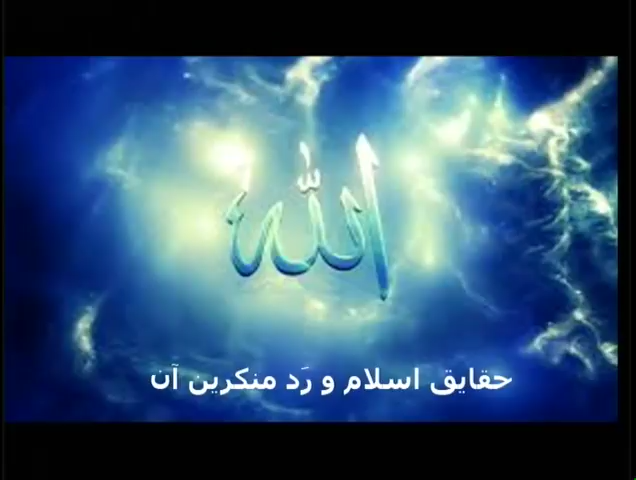 الله
حقایق اسلام و رَد منکرین آن